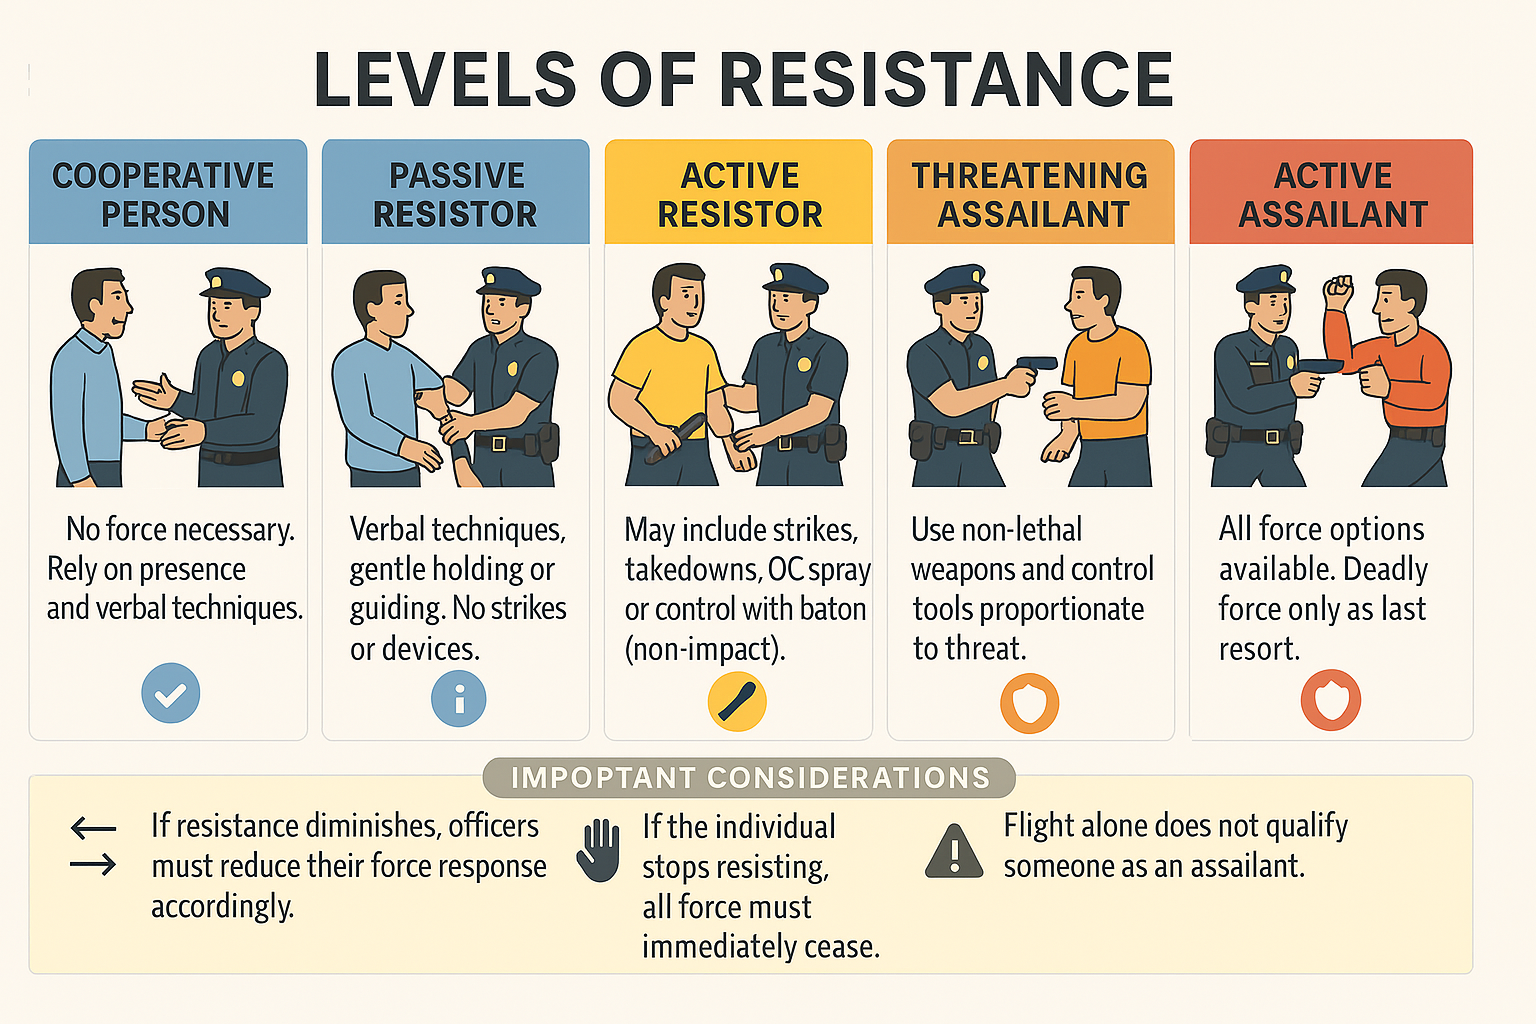 LEVELS OF RESISTANCE
COOPERATIVE
PERSON
No force necessary.
Rely on presence
and verbal techniques.
PASSIVE
RESISTOR
Verbal techniques,
gentle holding or
guiding. No strikes
or devices.
ACTIVE
RESISTOR
May include strikes,
takedowns, OC spray
or control with baton
(non-impact).
THREATENING
ASSAILANT
Use non-lethal
weapons and control
tools proportionate
to threat.
ACTIVE
ASSAILANT
All force options
available. Deadly
force only as last
resort.
IMPOPTANT CONSIDERATIONS
If resistance diminishes, officers
must reduce their force response
accordingly.
If the individual
stops resisting,
all force must
immediately cease.
Flight alone does not qualify
someone as an assailant.